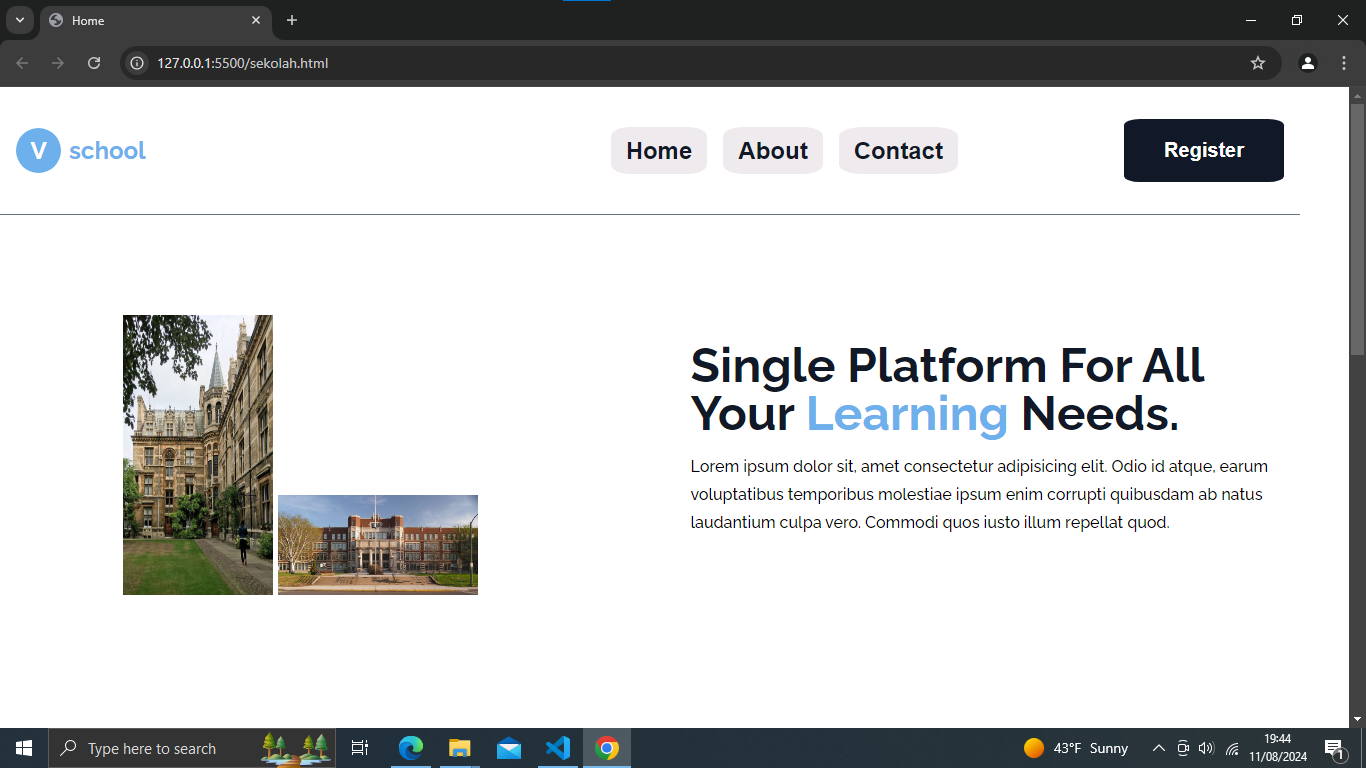 Home
127.0.0.1:5500/sekolah.html
V school
Home About Contact
Register
Single Platform For All
Your Learning Needs.
Lorem ipsum dolor sit, amet consectetur adipisicing elit. Odio id atque, earum
voluptatibus temporibus molestiae ipsum enim corrupti quibusdam ab natus
laudantium culpa vero. Commodi quos iusto illum repellat quod.
Type here to search
43°F Sunny
19:44
11/08/2024
1